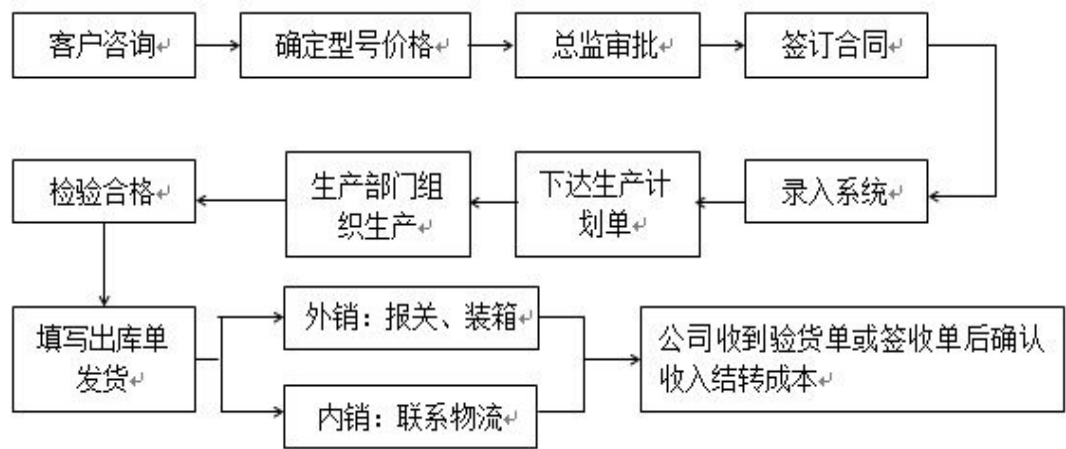 客户咨询
确定型号价格
总监审批
签订合同
录入系统
下达生产计
划单
生产部门组
织生产
检验合格
填写出库单
发货
外销：报关、装箱
内销：联系物流
公司收到验货单或签收单后确认
收入结转成本